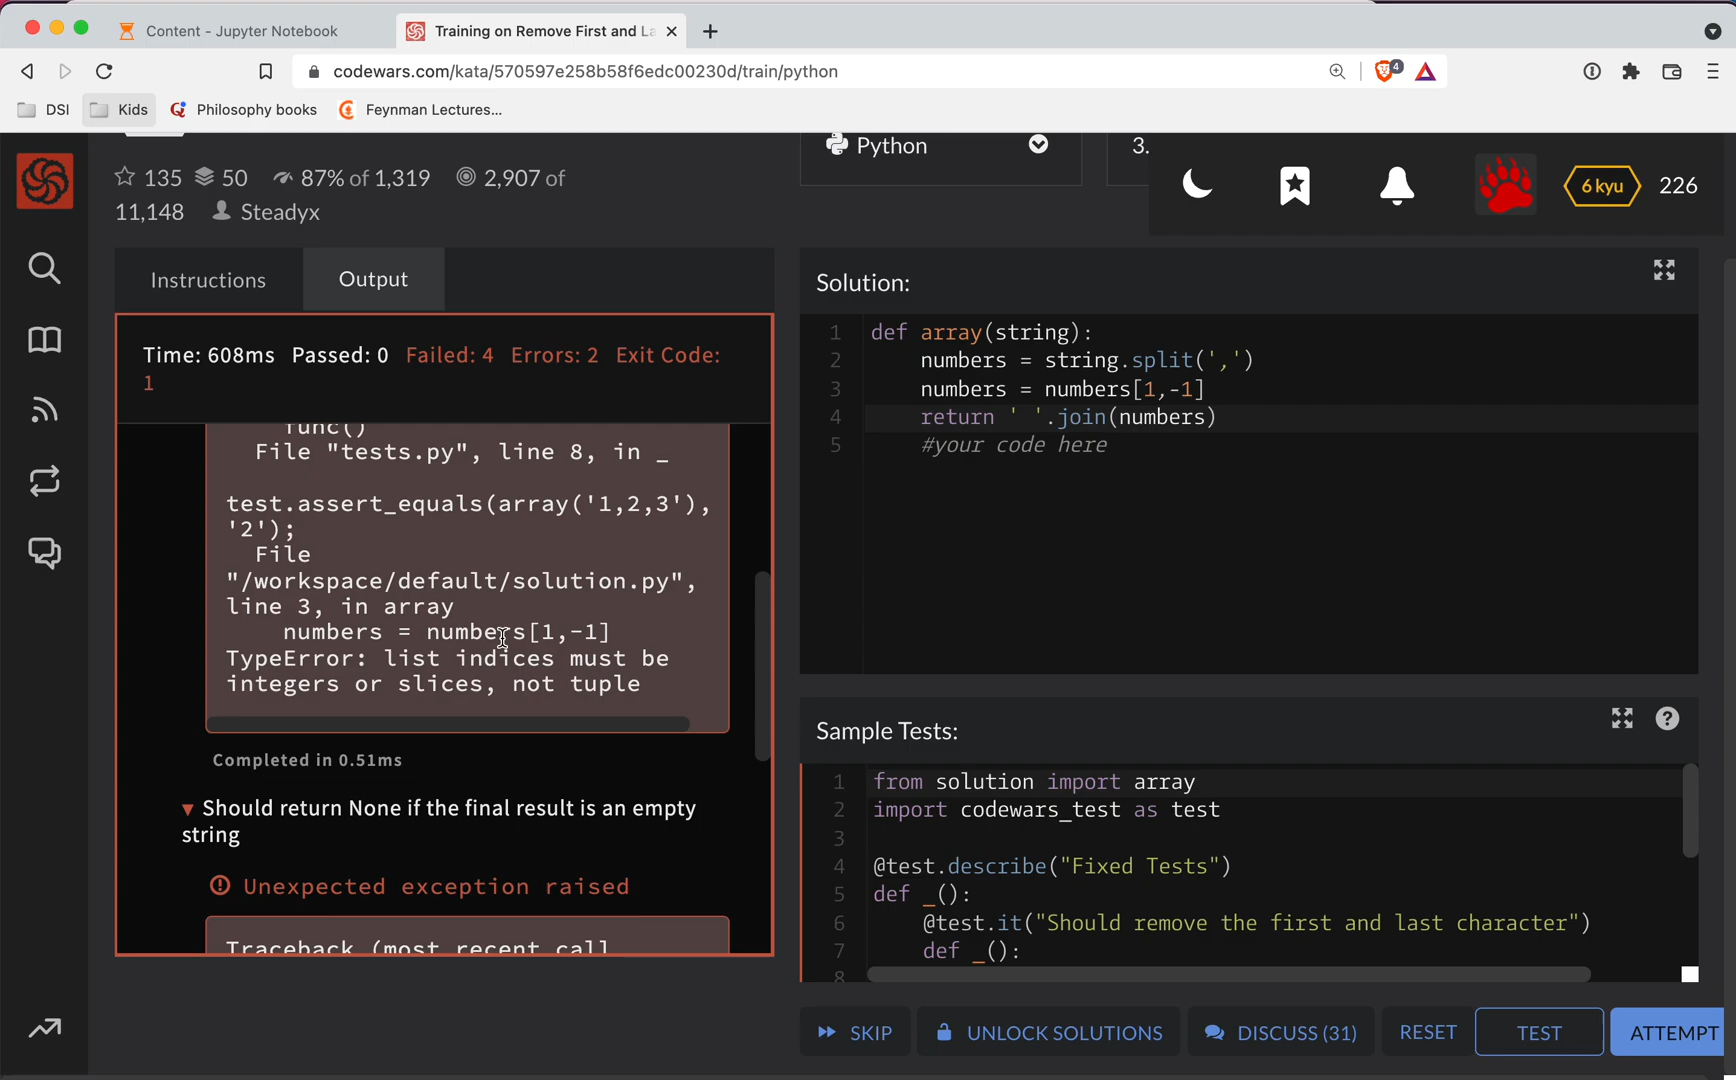 Content - Jupyter Notebook
Training on Remove First and La
codewars.com/kata/570597e258b58f6edc00230d/train/python
4
DSI
Kids
Philosophy books
Feynman Lectures...
135 50 87% of 1,319 2,907 of
11,148 Steadyx
Python
3.
6 kyu
226
Instructions
Output
Time: 608ms Passed: 0 Failed: 4 Errors: 2 Exit Code:
1
func()
File "tests.py", line 8, in _
test.assert_equals(array('1,2,3'),
'2');
File
"/workspace/default/solution.py",
line 3, in array
numbers = numbers[1,-1]
TypeError: list indices must be
integers or slices, not tuple
Completed in 0.51ms
Should return None if the final result is an empty
string
Unexpected exception raised
Traceback (most recent call
Solution:
1 def array(string):
2 numbers = string.split(',')
3 numbers = numbers[1,-1]
4 return ' '.join(numbers)
5 #your code here
Sample Tests:
?
1 from solution import array
2 import codewars_test as test
3
4 @test.describe("Fixed Tests")
5 def _():
6 @test.it("Should remove the first and last character")
7 def _():
8
SKIP
UNLOCK SOLUTIONS
DISCUSS (31)
RESET
TEST
ATTEMPT